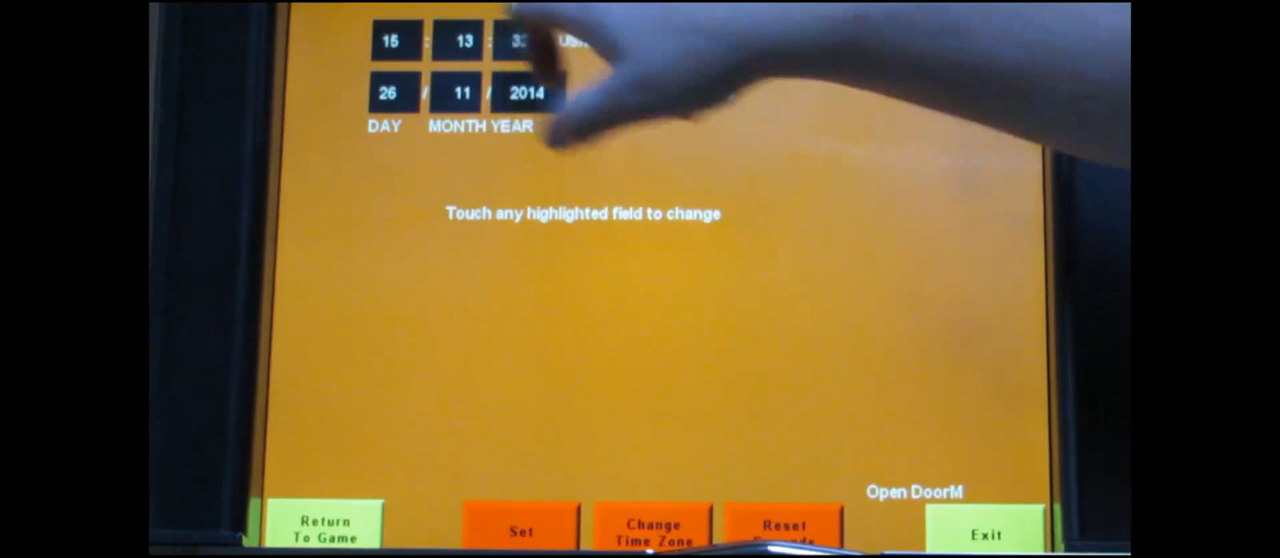 15 : 13 :
26 / 11 / 2014
DAY MONTH YEAR
Touch any highlighted field to change
Open DoorM
Return
To Game
Set
Change
Time Zone
Reset
Exit